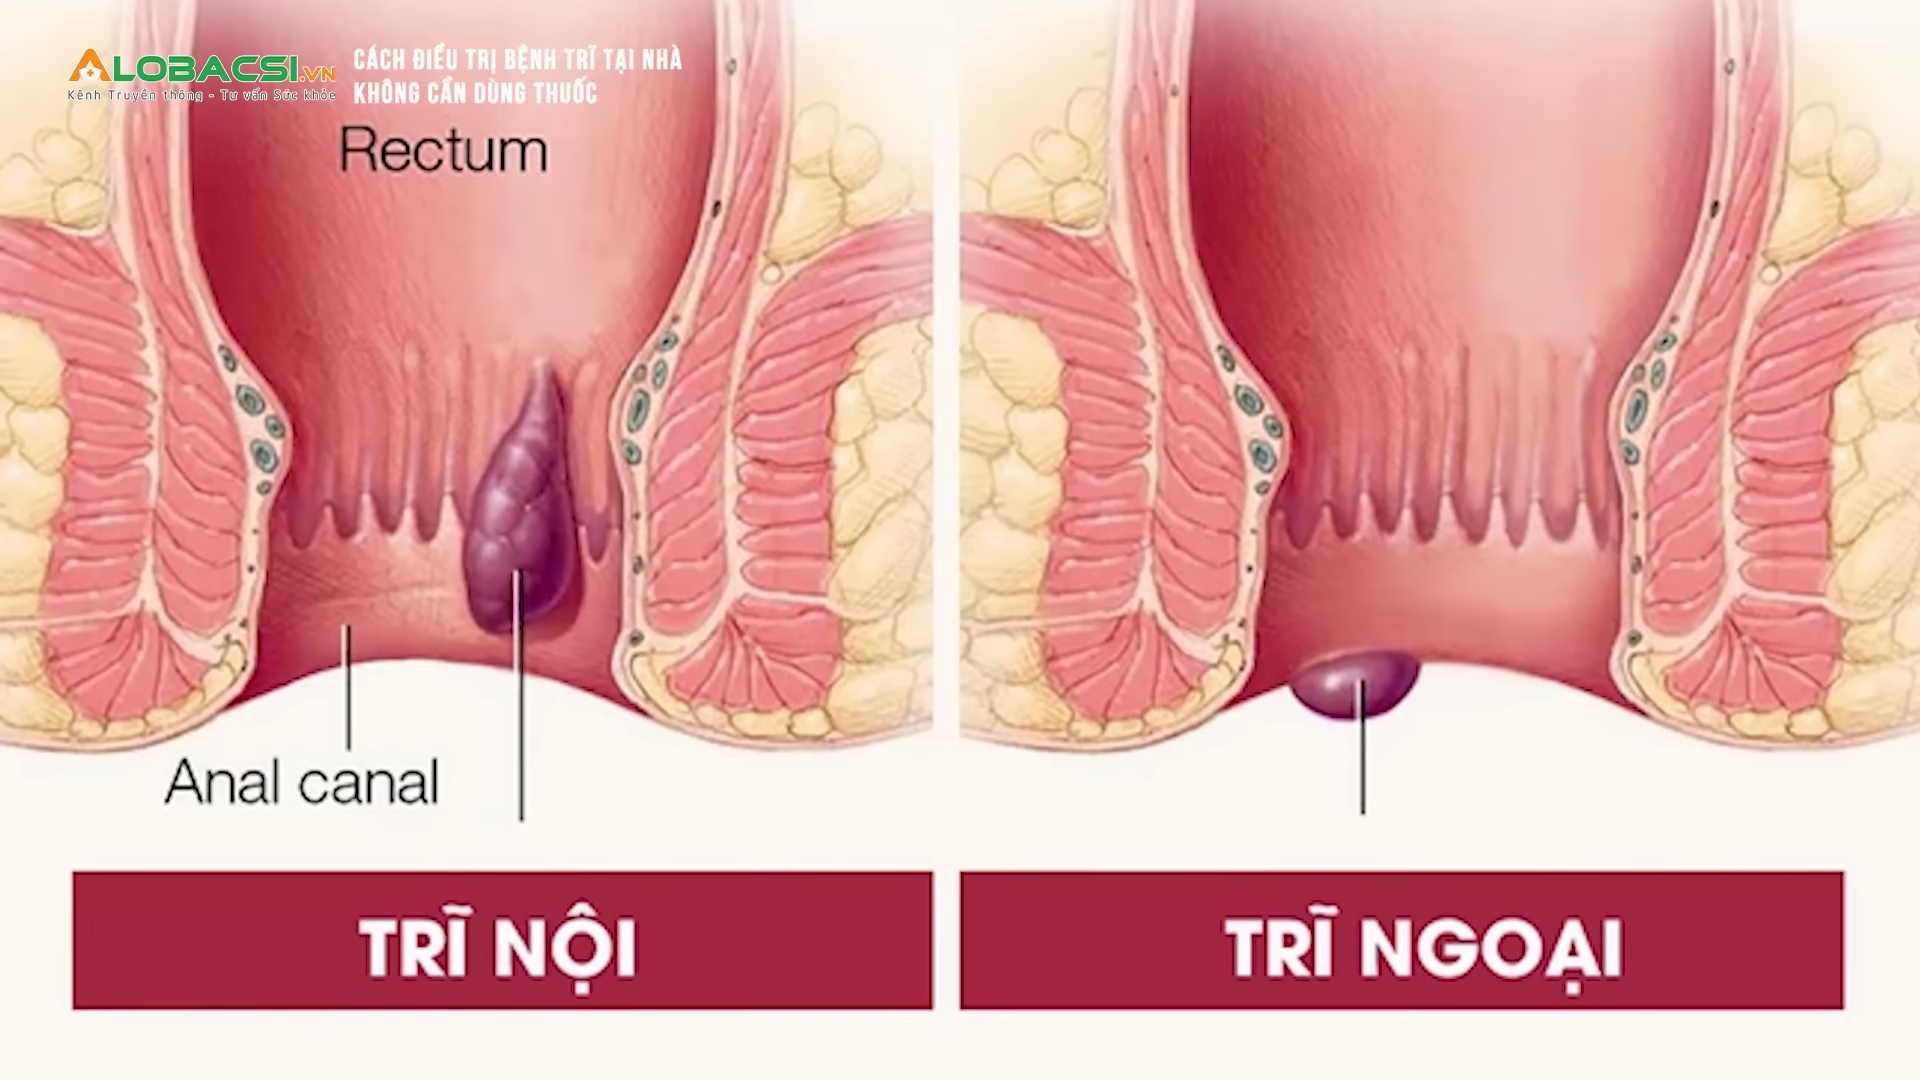 ALOBACSI.VN
Kênh Truyền thông - Tư vấn Sức khỏe
CÁCH ĐIỀU TRỊ BỆNH TRĨ TẠI NHÀ
KHÔNG CẦN DÙNG THUỐC
Rectum
Anal canal
TRĨ NỘI
TRĨ NGOẠI